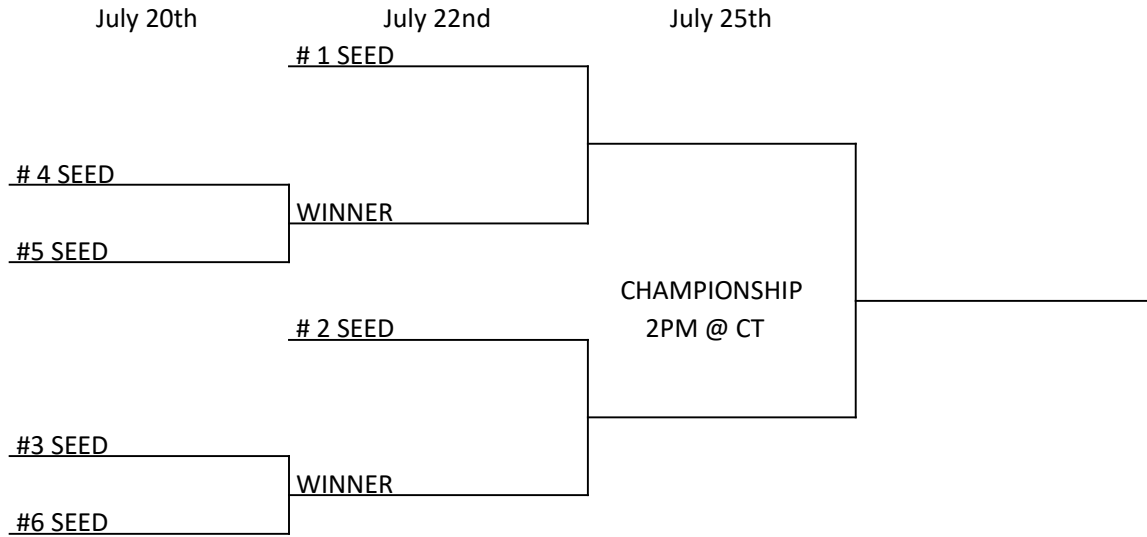 July 20th July 22nd July 25th
# 1 SEED
# 4 SEED
WINNER
#5 SEED
CHAMPIONSHIP
# 2 SEED 2PM @ CT
#3 SEED
WINNER
#6 SEED